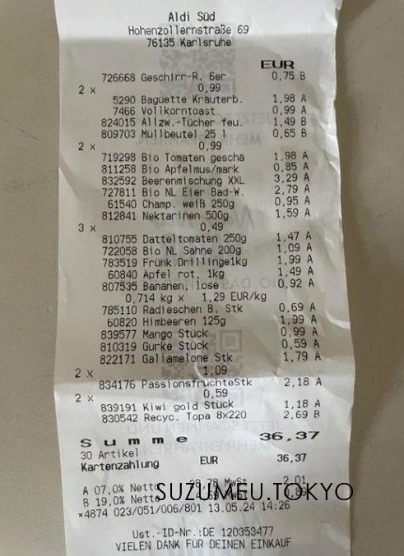 Aldi Süd
Hohenzollernstraße 69
76135 Karlsruhe
EUR
726668 Geschirr-R. 6er 0,75 B
2 x 0,99
5290 Baguette Kräuterb. 1,98 A
7466 Vollkorntoast 0,99 A
824015 Allzw.-Tücher feu. 1,49 B
809703 Müllbeutel 25 l 0,65 B
2 x 0,99
719298 Bio Tomaten gescha 1,98 A
811258 Bio Apfelmus/mark 0,85 A
832592 Beerenmischung XXL 3,29 A
727811 Bio NL Eier Bad-W. 2,79 A
61540 Champ. weiß 250g 0,95 A
812841 Nektarinen 500g 1,59 A
3 x 0,49
810755 Datteltomaten 250g 1,47 A
722058 Bio NL Sahne 200g 1,09 A
783519 Frühk.Drillinge1kg 1,99 A
60840 Apfel rot, 1kg 1,49 A
807535 Bananen, lose 0,92 A
0,714 kg x 1,29 EUR/kg
785110 Radieschen B. Stk 0,69 A
60820 Himbeeren 125g 1,99 A
839577 Mango Stück 0,99 A
810319 Gurke Stück 0,59 A
822171 Galiamelone Stk 1,79 A
2 x 1,09
834176 PassionsfruchteStk 2,18 A
2 x 0,59
839191 Kiwi gold Stück 1,18 A
830542 Recyc. Topa 8x220 2,69 B
Summe 36,37
30 Artikel
Kartenzahlung EUR 36,37
A 07,0% Netto 28,78 MwSt 2,01
B 19,0% Netto
*4874 023/051/006/801 13.05.24 14:26
SUZUMEU.TOKYO
Ust.-ID-Nr.:DE 120353477
VIELEN DANK FÜR DEINEN EINKAUF